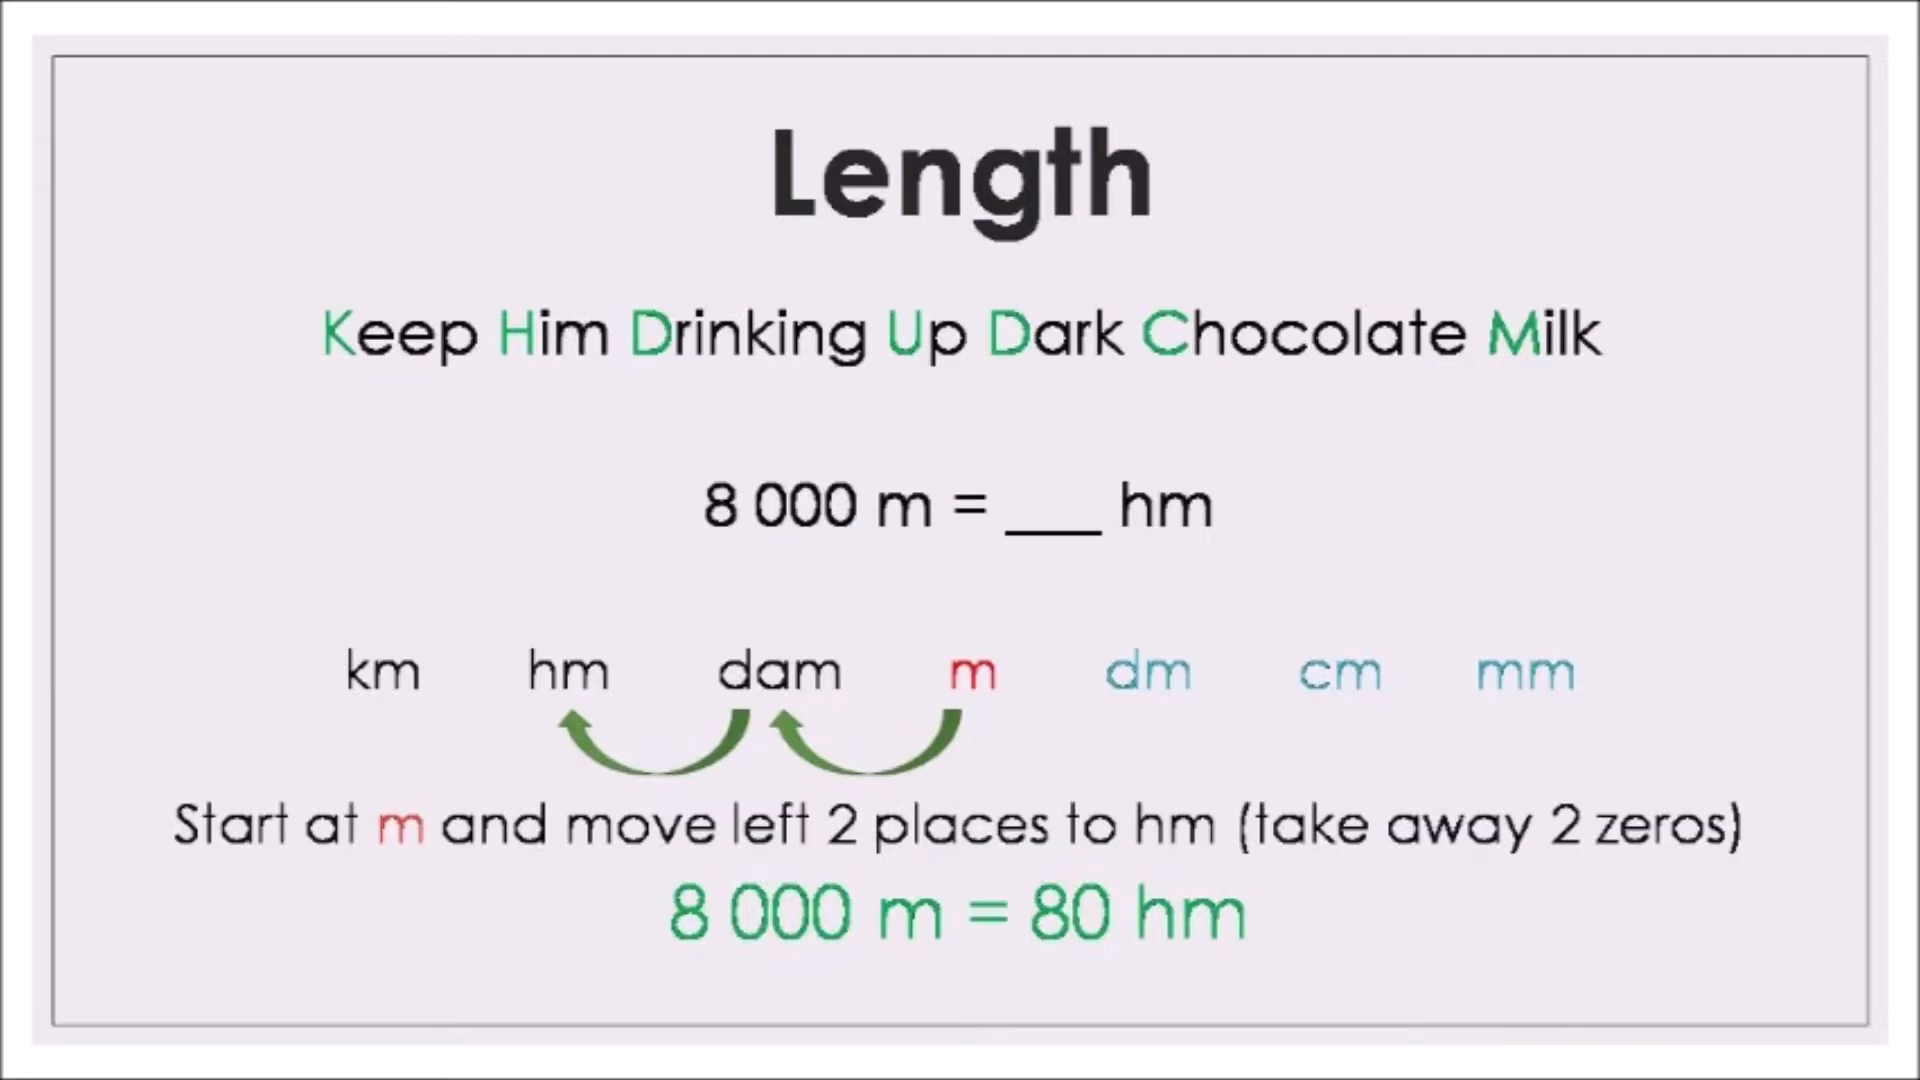 Length
Keep Him Drinking Up Dark Chocolate Milk
8 000 m = ___ hm
km hm dam m dm cm mm
Start at m and move left 2 places to hm (take away 2 zeros)
8 000 m = 80 hm